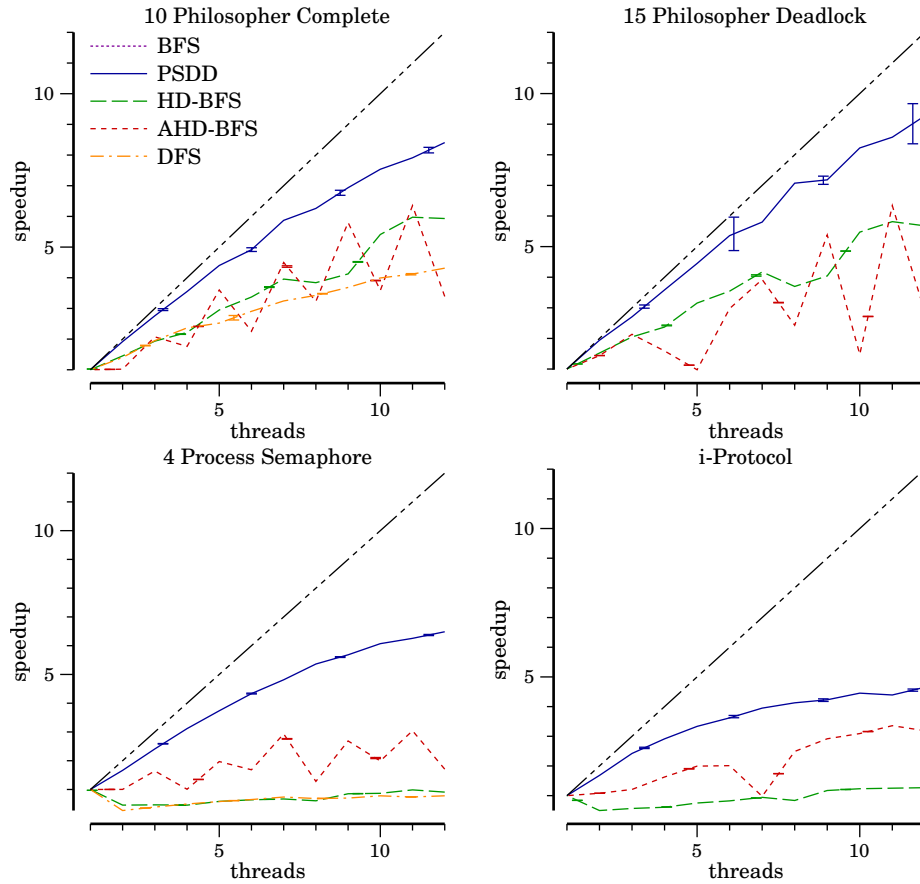 10 Philosopher Complete
BFS
PSDD
HD-BFS
AHD-BFS
DFS
10
5
speedup
5
10
threads
15 Philosopher Deadlock
10
5
speedup
5
10
threads
4 Process Semaphore
10
5
speedup
5
10
threads
i-Protocol
10
5
speedup
5
10
threads